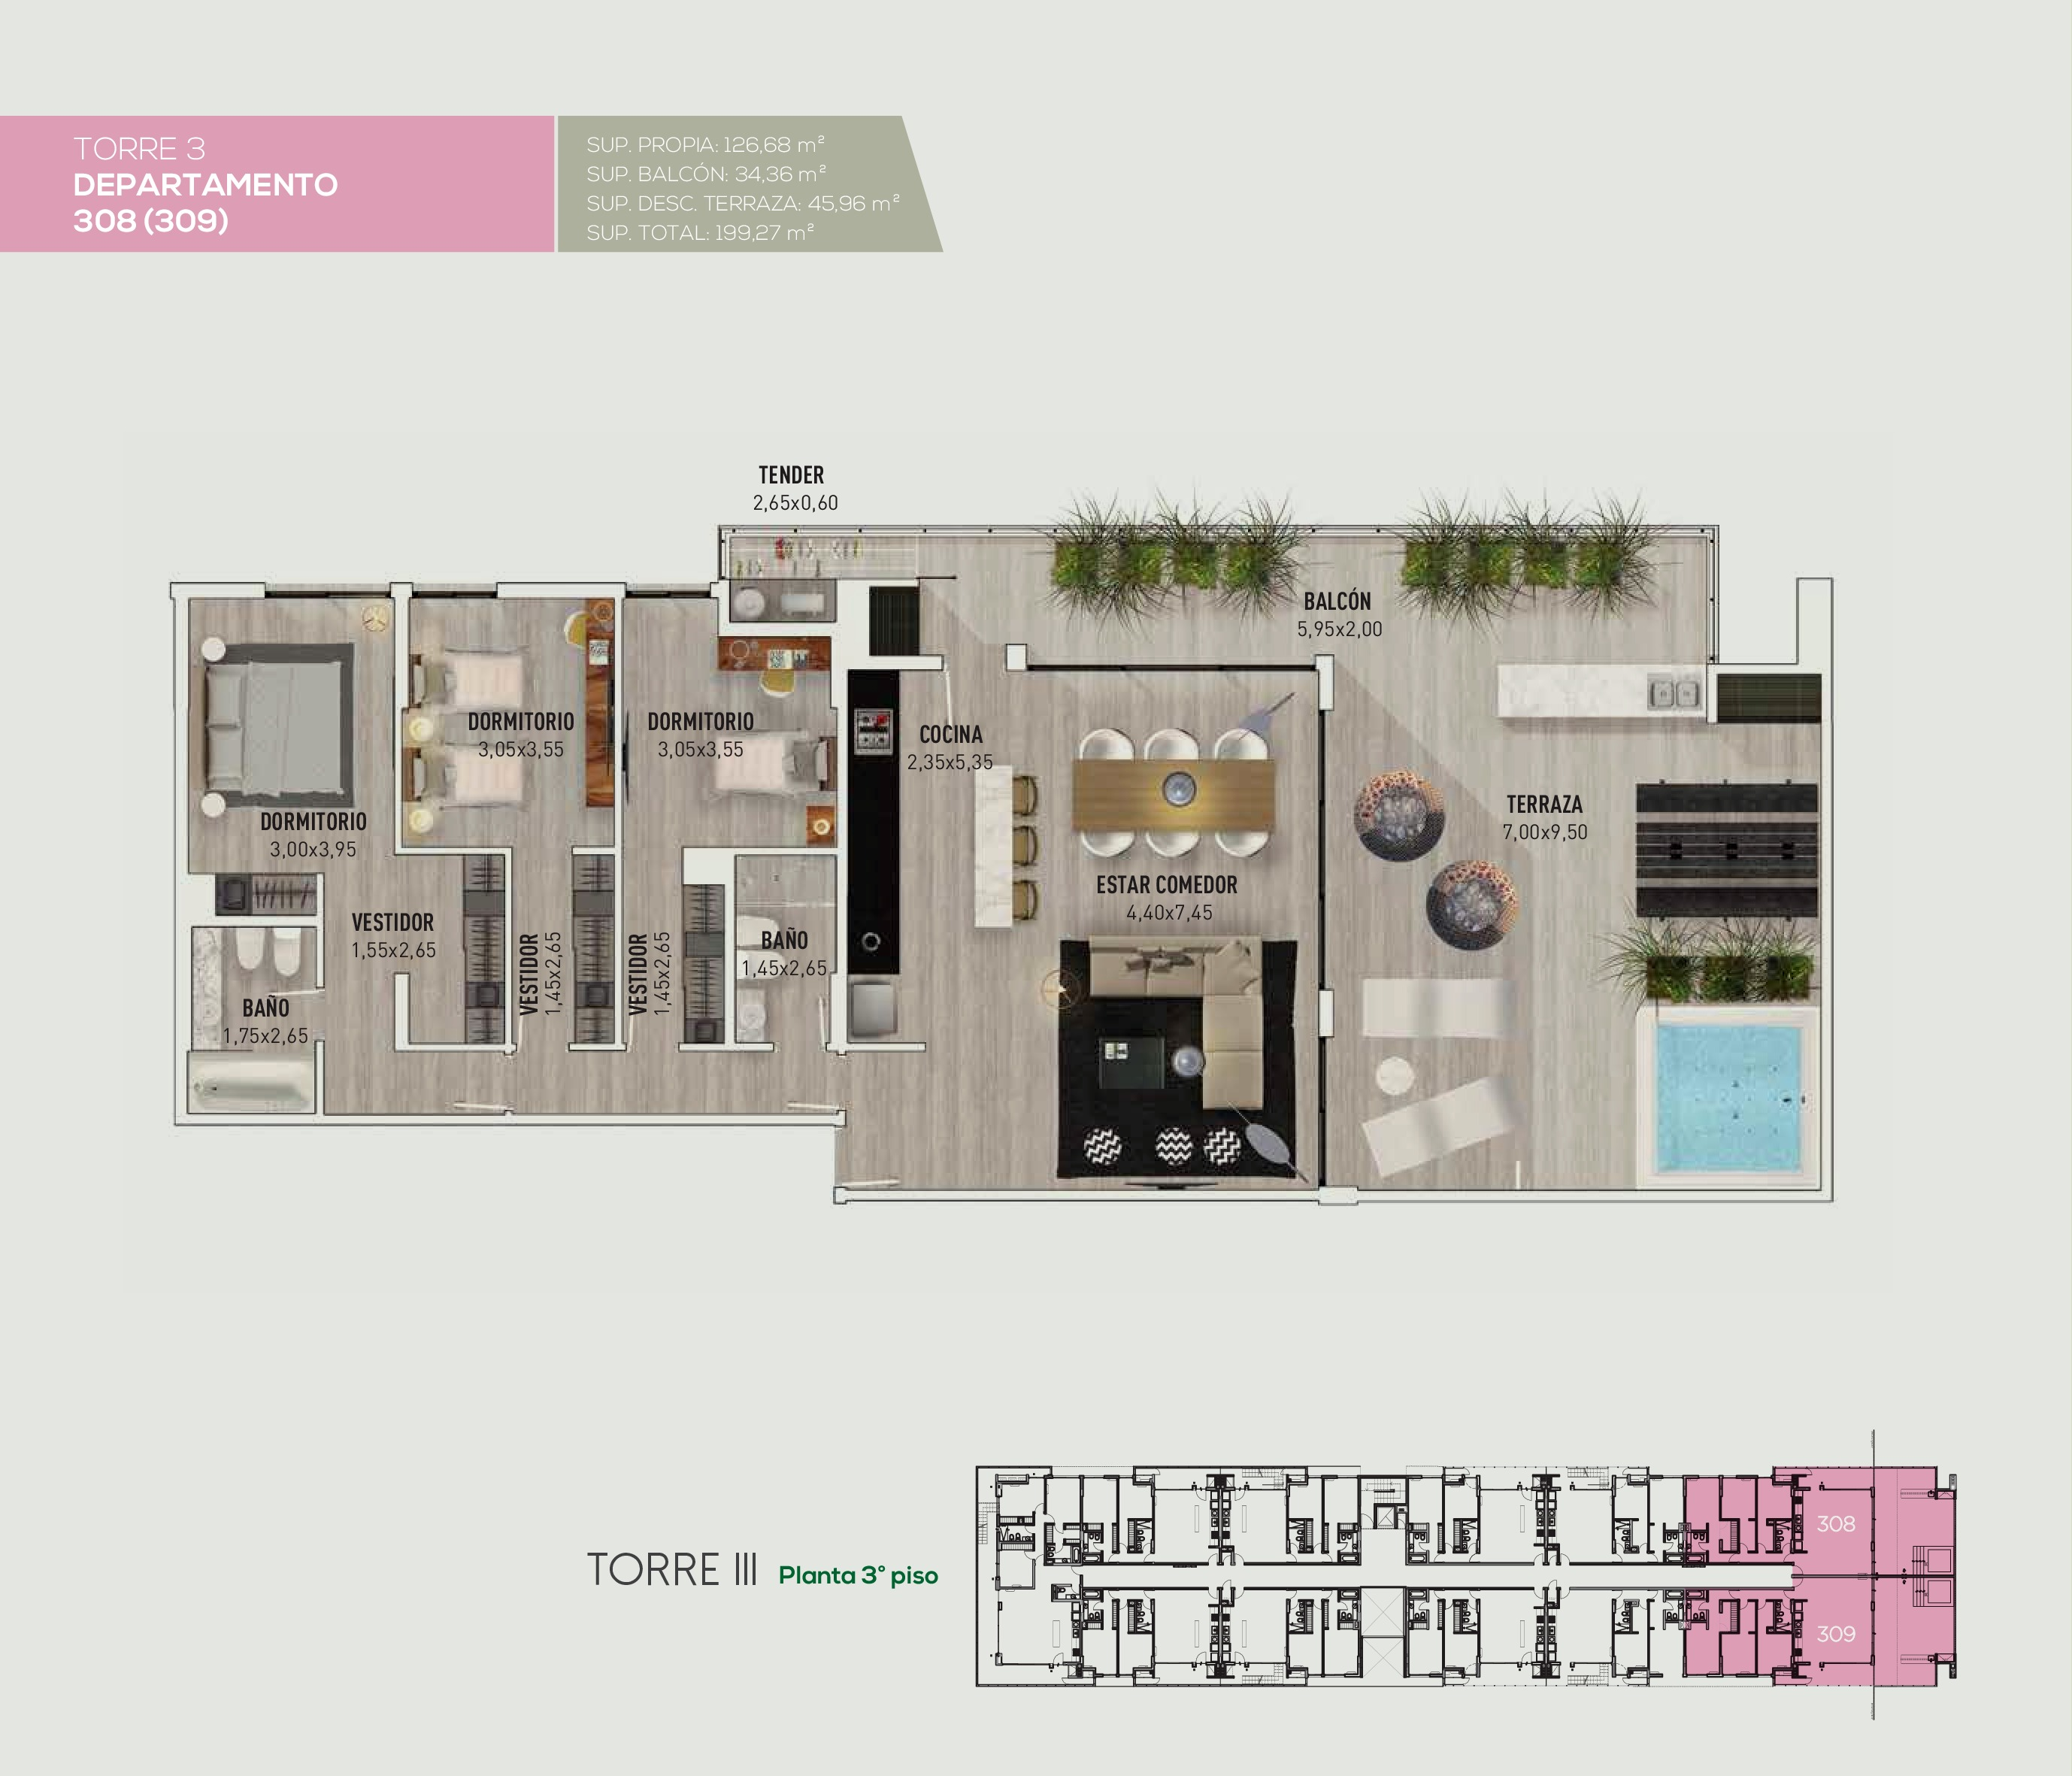 TORRE 3
DEPARTAMENTO
308 (309)
SUP. PROPIA: 126,68 m²
SUP. BALCÓN: 34,36 m²
SUP. DESC. TERRAZA: 45,96 m²
SUP. TOTAL: 199,27 m²
TENDER
2,65x0,60
BALCÓN
5,95x2,00
DORMITORIO
3,05x3,55
DORMITORIO
3,05x3,55
COCINA
2,35x5,35
DORMITORIO
3,00x3,95
TERRAZA
7,00x9,50
ESTAR COMEDOR
4,40x7,45
VESTIDOR
1,55x2,65
VESTIDOR
1,45x2,65
VESTIDOR
1,45x2,65
BAÑO
1,45x2,65
BAÑO
1,75x2,65
308
TORRE III
Planta 3° piso
309